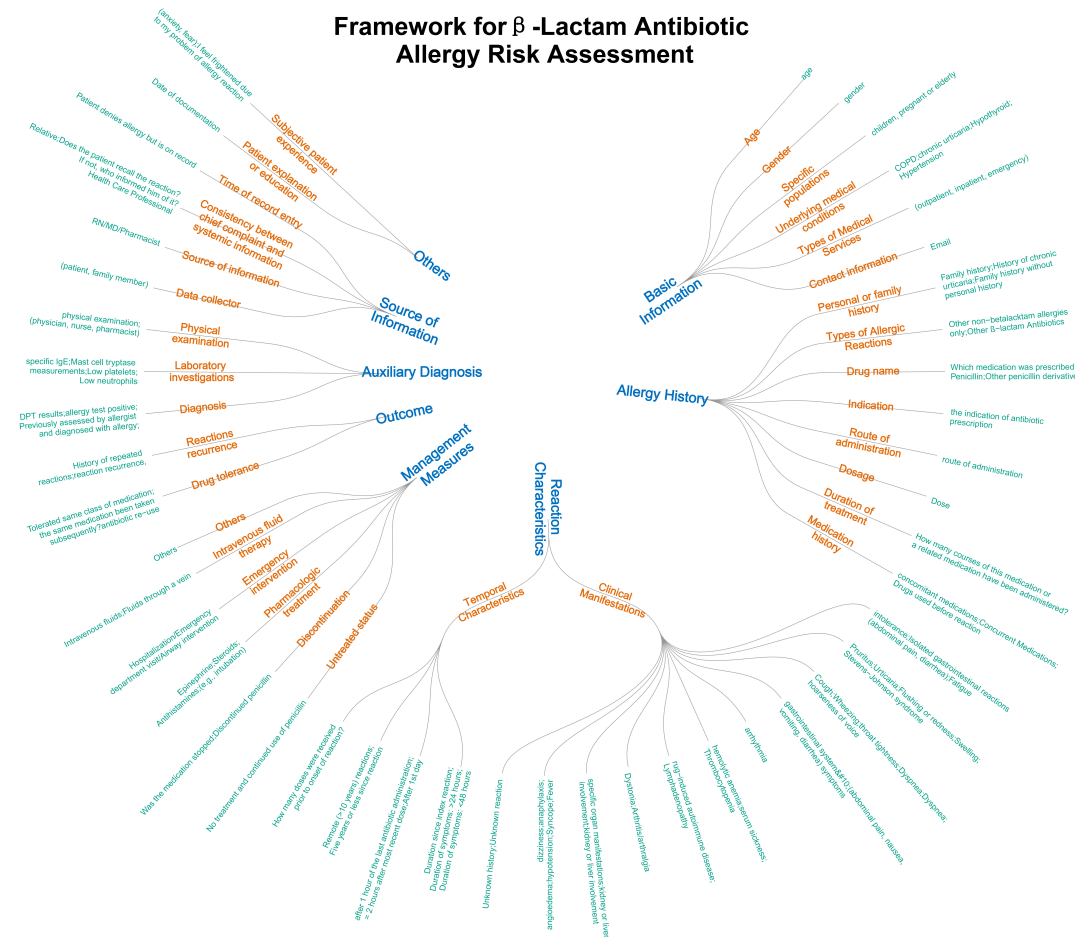 Framework for β -Lactam Antibiotic
Allergy Risk Assessment
Basic
Information
Age
age
Gender
gender
Specific
populations
children, pregnant or elderly
Underlying medical
conditions
COPD;chronic urticaria;Hypothyroid;
Hypertension
Types of Medical
Services
(outpatient, inpatient, emergency)
Contact information
Email
Allergy History
Personal or family
history
Family history;History of chronic
urticaria;Family history without
personal history
Types of Allergic
Reactions
Other non−betalacktam allergies
only;Other ß−lactam Antibiotics
Drug name
Which medication was prescribed
Penicillin;Other penicillin derivative
Indication
the indication of antibiotic
prescription
Route of
administration
route of administration
Dosage
Dose
Duration of
treatment
How many courses of this medication or
a related medication have been administered?
Medication
history
concomitant medications;Concurrent Medications;
Drugs used before reaction
Reaction
Characteristics
Clinical
Manifestations
intolerance;Isolated gastrointestinal reactions
(abdominal pain, diarrhea);Fatigue
Pruritus;Urticaria;Flushing or redness;Swelling;
Stevens−Johnson syndrome
Cough;Wheezing;throat tightness;Dyspnea;Dyspnea;
hoarseness of voice
gastrointestinal system&#10;(abdominal pain, nausea,
vomiting, diarrhea) symptoms
arrhythmia
hemolytic anemia;serum sickness;
Thrombocytopenia
rug−induced autoimmune disease;
Lymphadenopathy
Dystonia;Arthritis/arthralgia
specific organ manifestations;kidney or liver
involvement;kidney or liver involvement
dizziness;anaphylaxis;
angioedema;hypotension;Syncope;Fever
Unknown history;Unknown reaction
Temporal
Characteristics
Duration since index reaction;
Duration of symptoms: >24 hours;
Duration of symptoms: <48 hours
after 1 hour of the last antibiotic administration;
= 2 hours after most recent dose;After 1st day
Remote (>10 years) reactions;
Five years or less since reaction
How many doses were received
prior to onset of reaction?
Management
Measures
Untreated status
No treatment and continued use of penicillin
Discontinuation
Was the medication stopped;Discontinued penicillin
Pharmacologic
treatment
Epinephrine;Steroids;
Antihistamines;(e.g., intubation)
Emergency
intervention
Hospitalization/Emergency
department visit/Airway intervention
Intravenous fluid
therapy
Intravenous fluids;Fluids through a vein
Others
Others
Outcome
Drug tolerance
Tolerated same class of medication;
the same medication been taken
subsequently?antibiotic re−use
Reactions
recurrence
History of repeated
reactions;reaction recurrence,
Auxiliary Diagnosis
Diagnosis
DPT results;allergy test positive;
Previously assessed by allergist
and diagnosed with allergy;
Laboratory
investigations
specific IgE;Mast cell tryptase
measurements;Low platelets;
Low neutrophils
Physical
examination
physical examination;
(physician, nurse, pharmacist)
Source of
Information
Data collector
(patient, family member)
Source of information
RN/MD/Pharmacist
Consistency between
chief complaint and
systemic information
Relative;Does the patient recall the reaction?
If not, who informed him of it?
Health Care Professional
Time of record entry
Patient denies allergy but is on record
Others
Patient explanation
or education
Date of documentation
Subjective patient
experience
(anxiety, fear);I feel frightened due
to my problem of allergy reaction